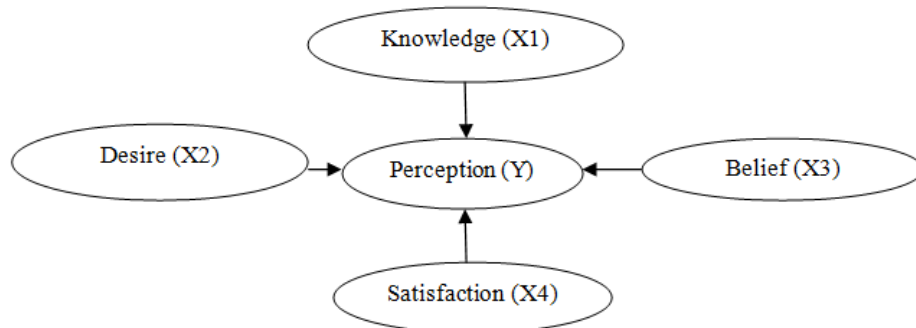 Knowledge (X1)
Desire (X2)
Perception (Y)
Belief (X3)
Satisfaction (X4)